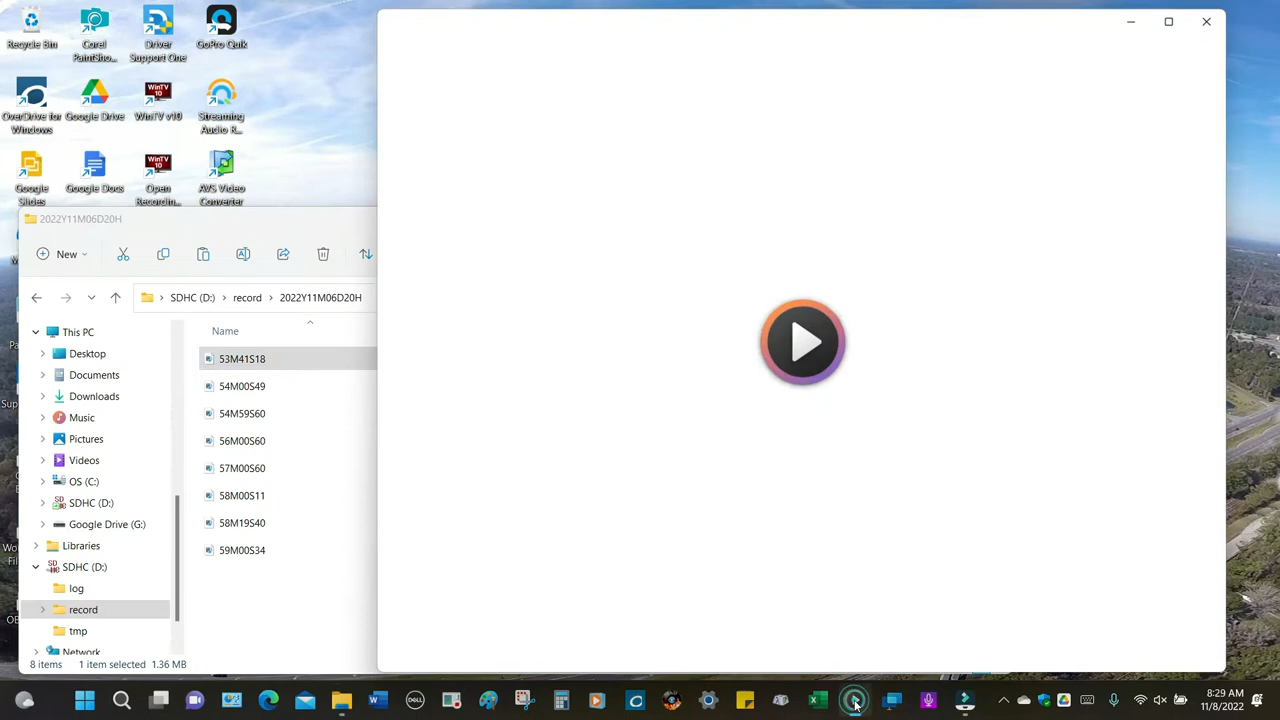 Recycle Bin
Corel
PaintSho...
Driver
Support One
GoPro Quik
OverDrive for
Windows
Google Drive
WinTV v10
Streaming
Audio R...
Google
Slides
Google Docs
Open
Recordin...
AVS Video
Converter
2022Y11M06D20H
New
SDHC (D:) > record > 2022Y11M06D20H
Name
This PC
Desktop
Documents
Downloads
Music
Pictures
Videos
OS (C:)
SDHC (D:)
Google Drive (G:)
Libraries
SDHC (D:)
log
record
tmp
Network
53M41S18
54M00S49
54M59S60
56M00S60
57M00S60
58M00S11
58M19S40
59M00S34
8 items
1 item selected 1.36 MB
DELL
8:29 AM
11/8/2022